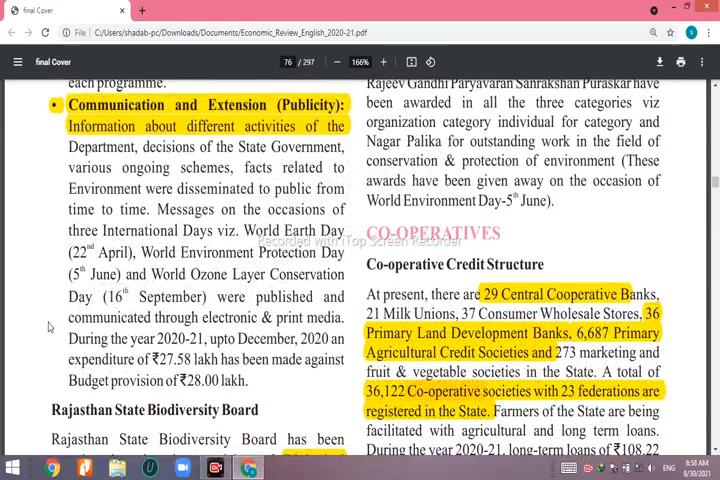 final Cover
File | C:/Users/shadab-pc/Downloads/Documents/Economic_Review_English_2020-21.pdf
final Cover
76 / 297
166%
each programme.
• Communication and Extension (Publicity):
Information about different activities of the
Department, decisions of the State Government,
various ongoing schemes, facts related to
Environment were disseminated to public from
time to time. Messages on the occasions of
three International Days viz. World Earth Day
(22nd April), World Environment Protection Day
(5th June) and World Ozone Layer Conservation
Day (16th September) were published and
communicated through electronic & print media.
During the year 2020-21, upto December, 2020 an
expenditure of ₹27.58 lakh has been made against
Budget provision of ₹28.00 lakh.
Rajasthan State Biodiversity Board
Rajasthan State Biodiversity Board has been
Rajeev Gandhi Paryavaran Sanrakshan Puraskar have
been awarded in all the three categories viz
organization category individual for category and
Nagar Palika for outstanding work in the field of
conservation & protection of environment (These
awards have been given away on the occasion of
World Environment Day-5th June).
CO-OPERATIVES
Co-operative Credit Structure
At present, there are 29 Central Cooperative Banks,
21 Milk Unions, 37 Consumer Wholesale Stores, 36
Primary Land Development Banks, 6,687 Primary
Agricultural Credit Societies and 273 marketing and
fruit & vegetable societies in the State. A total of
36,122 Co-operative societies with 23 federations are
registered in the State. Farmers of the State are being
facilitated with agricultural and long term loans.
During the year 2020-21, long-term loans of ₹108.22
Recorded with iTop Screen Recorder
8:58 AM
8/30/2021